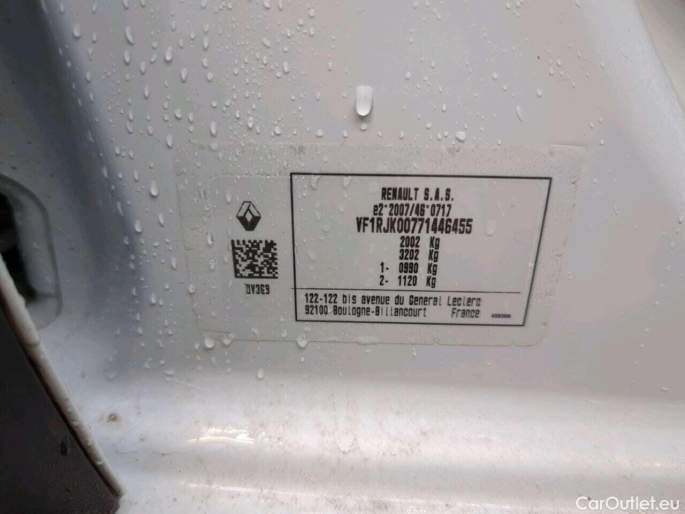 RENAULT S.A.S.
e2*2007/46*0717
VF1RJK00771446455
2002 Kg
3202 Kg
1- 0990 Kg
2- 1120 Kg
DV3G9
122-122 bis avenue du General Leclerc
92100 Boulogne-Billancourt France
CarOutlet.eu